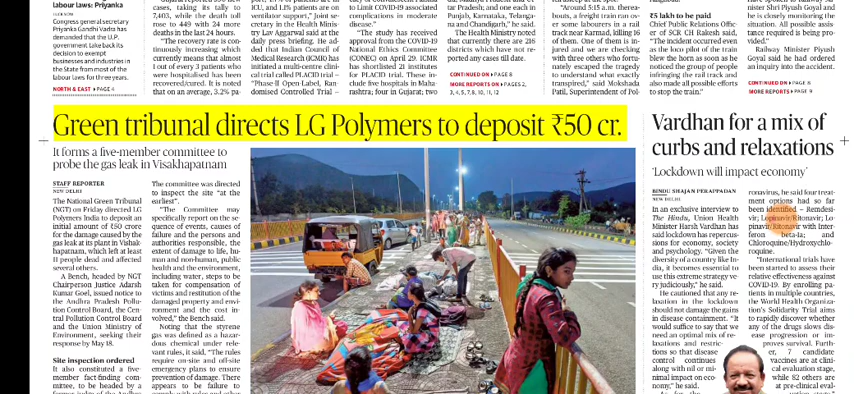 labour laws: Priyanka
LUCKNOW
Congress general secretary
Priyanka Gandhi Vadra has
demanded that the U.P.
government take back its
decision to exempt
businesses and industries in
the State from most of the
labour laws for three years.
NORTH & EAST ▶ PAGE 4
cases, taking its tally to
7,403, while the death toll
rose to 449 with 24 more
deaths in the last 24 hours.
"The recovery rate is con-
tinuously increasing which
currently means that almost
1 out of every 3 patients who
were hospitalised has been
recovered/cured. It is noted
that on an average, 3.2% pa-
ICU, and 1.1% patients are on
ventilator support," Joint se-
cretary in the Health Minis-
try Lav Aggarwal said at the
daily press briefing. He ad-
ded that Indian Council of
Medical Research (ICMR) has
initiated a multi-centre clini-
cal trial called PLACID trial –
"Phase-II Open Label, Ran-
domised Controlled Trial –
to Limit COVID-19 associated
complications in moderate
disease."
"The study has received
approval from the COVID-19
National Ethics Committee
(CONEC) on April 29. ICMR
has shortlisted 21 institutes
for PLACID trial. These in-
clude five hospitals in Maha-
rashtra; four in Gujarat; two
tar Pradesh; and one each in
Punjab, Karnataka, Telanga-
na and Chandigarh," he said.
The Health Ministry noted
that currently there are 216
districts which have not re-
ported any cases till date.
CONTINUED ON ▶ PAGE 8
MORE REPORTS ON ▶ PAGES 2,
3, 4, 5, 7, 8, 10, 11, 12
"Around 5:15 a.m. therea-
bouts, a freight train run ov-
er some labourers in a rail
track near Karmad, killing 16
of them. One of them is in-
jured and we are checking
with three others who fortu-
nately escaped the tragedy
to understand what exactly
transpired," said Mokshada
Patil, Superintendent of Pol-
₹5 lakh to be paid
Chief Public Relations Offic-
er of SCR CH Rakesh said,
"The incident occurred even
as the loco pilot of the train
blew the horn as soon as he
noticed the group of people
infringing the rail track and
also made all possible efforts
to stop the train."
ister Shri Piyush Goyal and
he is closely monitoring the
situation. All possible assis-
tance required is being pro-
vided."
Railway Minister Piyush
Goyal said he had ordered
an inquiry into the accident.
CONTINUED ON ▶ PAGE 8
MORE REPORTS ▶ PAGE 9
Green tribunal directs LG Polymers to deposit ₹50 cr.
It forms a five-member committee to
probe the gas leak in Visakhapatnam
STAFF REPORTER
NEW DELHI
The National Green Tribunal
(NGT) on Friday directed LG
Polymers India to deposit an
initial amount of ₹50 crore
for the damage caused by the
gas leak at its plant in Visakha-
patnam, which left at least
11 people dead and affected
several others.
A Bench, headed by NGT
Chairperson Justice Adarsh
Kumar Goel, issued notice to
the Andhra Pradesh Pollu-
tion Control Board, the Cen-
tral Pollution Control Board
and the Union Ministry of
Environment, seeking their
response by May 18.
Site inspection ordered
It also constituted a five-
member fact-finding com-
mittee, to be headed by a
The committee was directed
to inspect the site "at the
earliest".
"The Committee may
specifically report on the se-
quence of events, causes of
failure and the persons and
authorities responsible, the
extent of damage to life, hu-
man and non-human, public
health and the environment,
including water, steps to be
taken for compensation of
victims and restitution of the
damaged property and envi-
ronment and the cost in-
volved," the Bench said.
Noting that the styrene
gas was defined as a hazar-
dous chemical under rele-
vant rules, it said, "The rules
require on-site and off-site
emergency plans to ensure
prevention of damage. There
appears to be failure to
Vardhan for a mix of
curbs and relaxations
'Lockdown will impact economy'
BINDU SHAJAN PERAPPADAN
NEW DELHI
In an exclusive interview to
The Hindu, Union Health
Minister Harsh Vardhan has
said lockdown has repercus-
sions for economy, society
and psychology. "Given the
diversity of a country like In-
dia, it becomes essential to
use this extreme strategy ve-
ry judiciously," he said.
He cautioned that any re-
laxation in the lockdown
should not damage the gains
in disease containment. "It
would suffice to say that we
need an optimal mix of re-
laxations and restric-
tions so that disease
control continues
along with nil or mi-
nimal impact on eco-
nomy," he said.
ronavirus, he said four treat-
ment options had so far
been identified – Remdesi-
vir; Lopinavir/Ritonavir; Lo-
pinavir/Ritonavir with Inter-
feron beta-1a; and
Chloroquine/Hydroxychlo-
roquine.
"International trials have
been started to assess their
relative effectiveness against
COVID-19. By enrolling pa-
tients in multiple countries,
the World Health Organiza-
tion's Solidarity Trial aims
to rapidly discover whether
any of the drugs slows dis-
ease progression or im-
proves survival. Furth-
er, 7 candidate
vaccines are at clini-
cal evaluation stage,
while 82 others are
at pre-clinical eval-